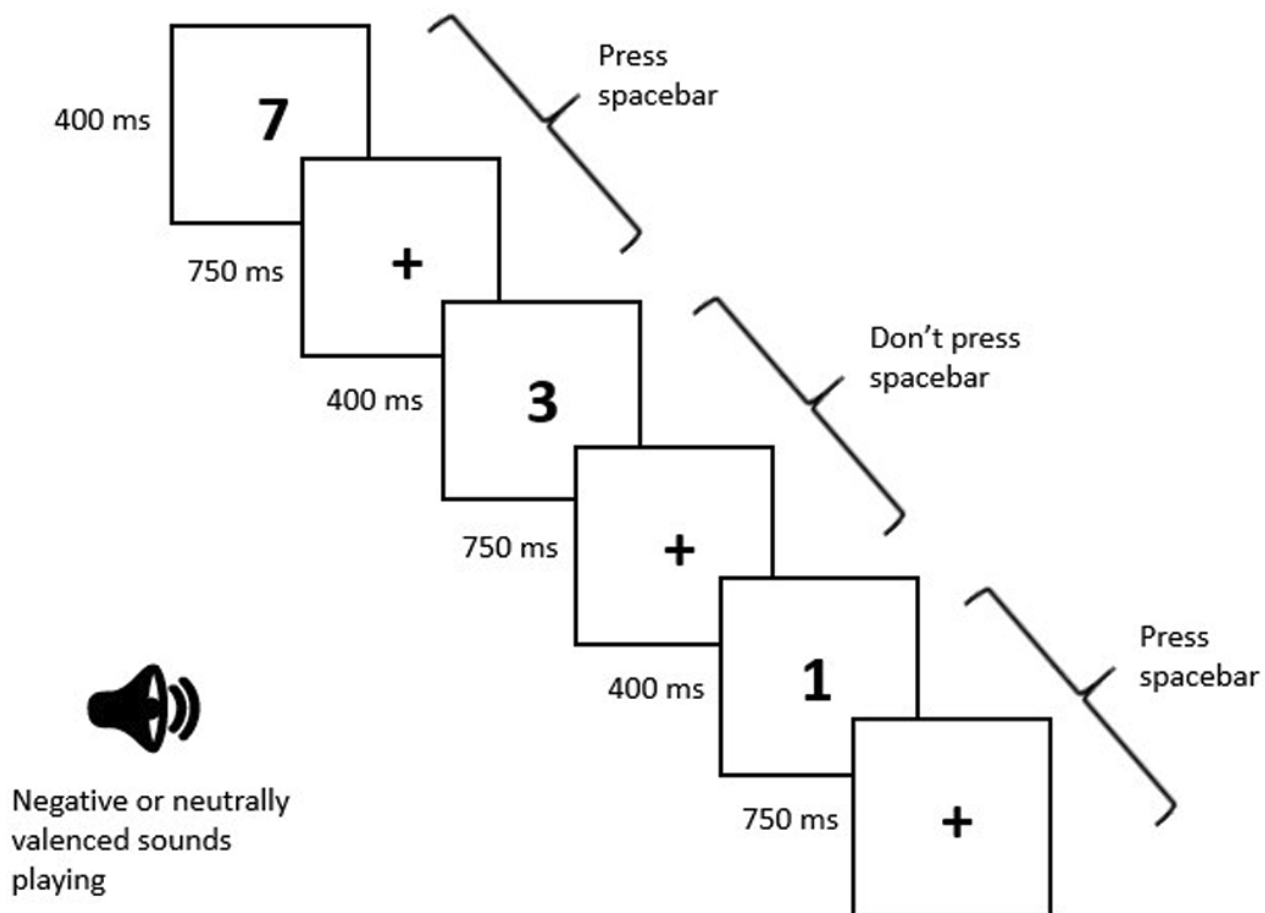 7
400 ms
Press
spacebar
+
750 ms
3
400 ms
Don’t press
spacebar
+
750 ms
1
400 ms
Press
spacebar
+
750 ms
Negative or neutrally
valenced sounds
playing